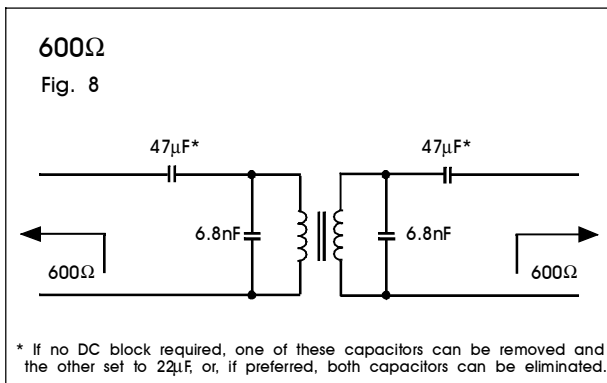 600Ω
Fig. 8
47µF*
47µF*
6.8nF
6.8nF
600Ω
600Ω
* If no DC block required, one of these capacitors can be removed and
the other set to 22µF, or, if preferred, both capacitors can be eliminated.